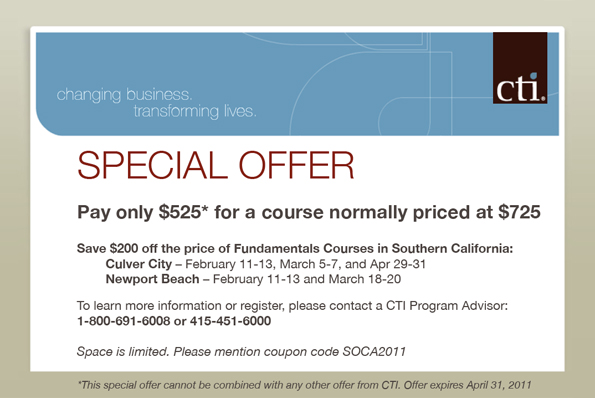 changing business.
transforming lives.
cti.®
SPECIAL OFFER
Pay only $525* for a course normally priced at $725
Save $200 off the price of Fundamentals Courses in Southern California:
Culver City – February 11-13, March 5-7, and Apr 29-31
Newport Beach – February 11-13 and March 18-20
To learn more information or register, please contact a CTI Program Advisor:
1-800-691-6008 or 415-451-6000
Space is limited. Please mention coupon code SOCA2011
*This special offer cannot be combined with any other offer from CTI. Offer expires April 31, 2011